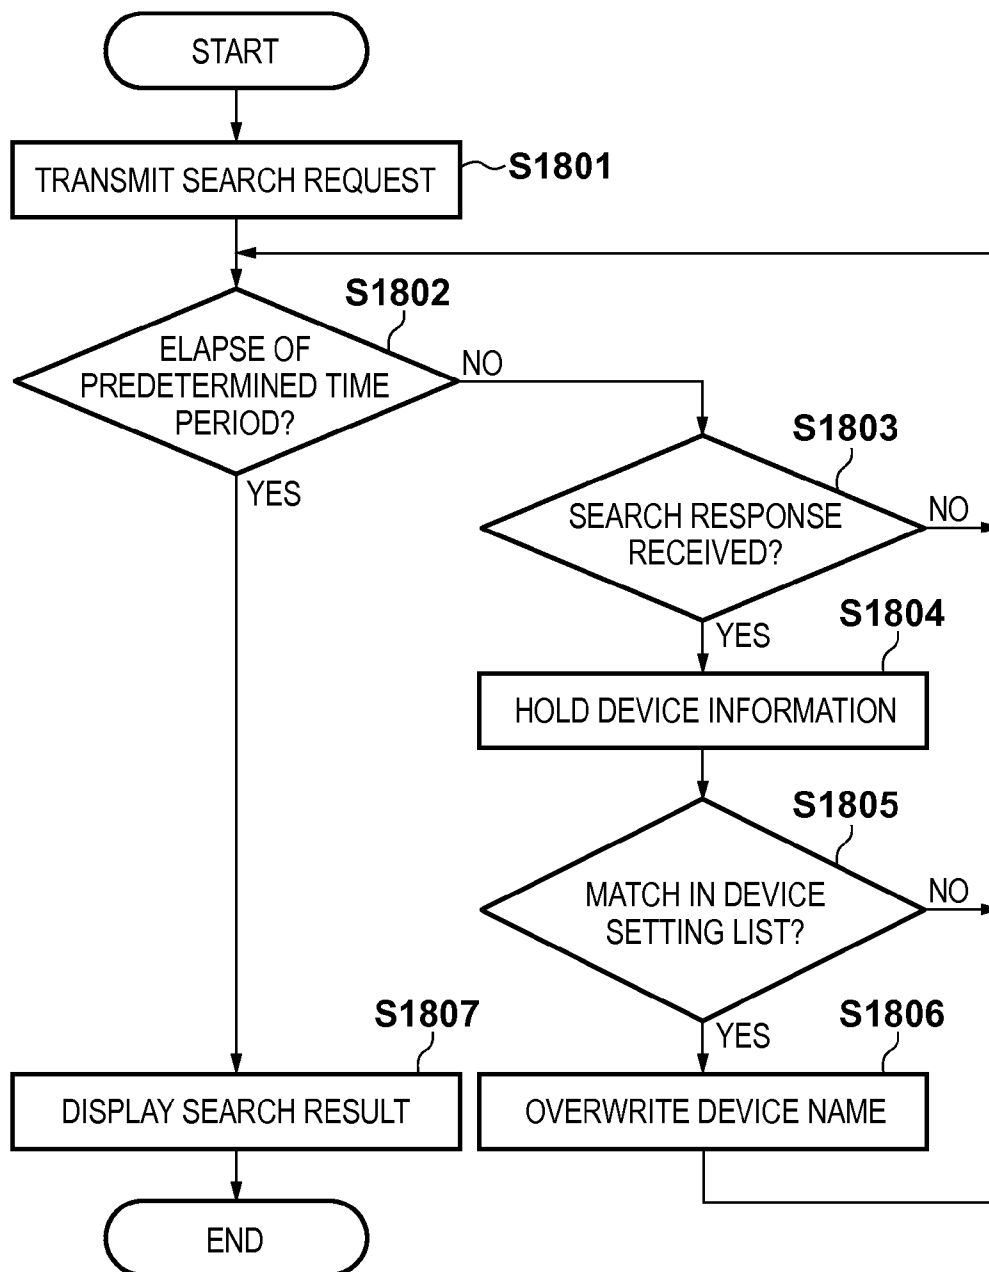 START
TRANSMIT SEARCH REQUEST
S1801
S1802
ELAPSE OF
PREDETERMINED TIME
PERIOD?
NO
YES
S1803
SEARCH RESPONSE
RECEIVED?
NO
YES
S1804
HOLD DEVICE INFORMATION
S1805
MATCH IN DEVICE
SETTING LIST?
NO
YES
S1806
OVERWRITE DEVICE NAME
S1807
DISPLAY SEARCH RESULT
END